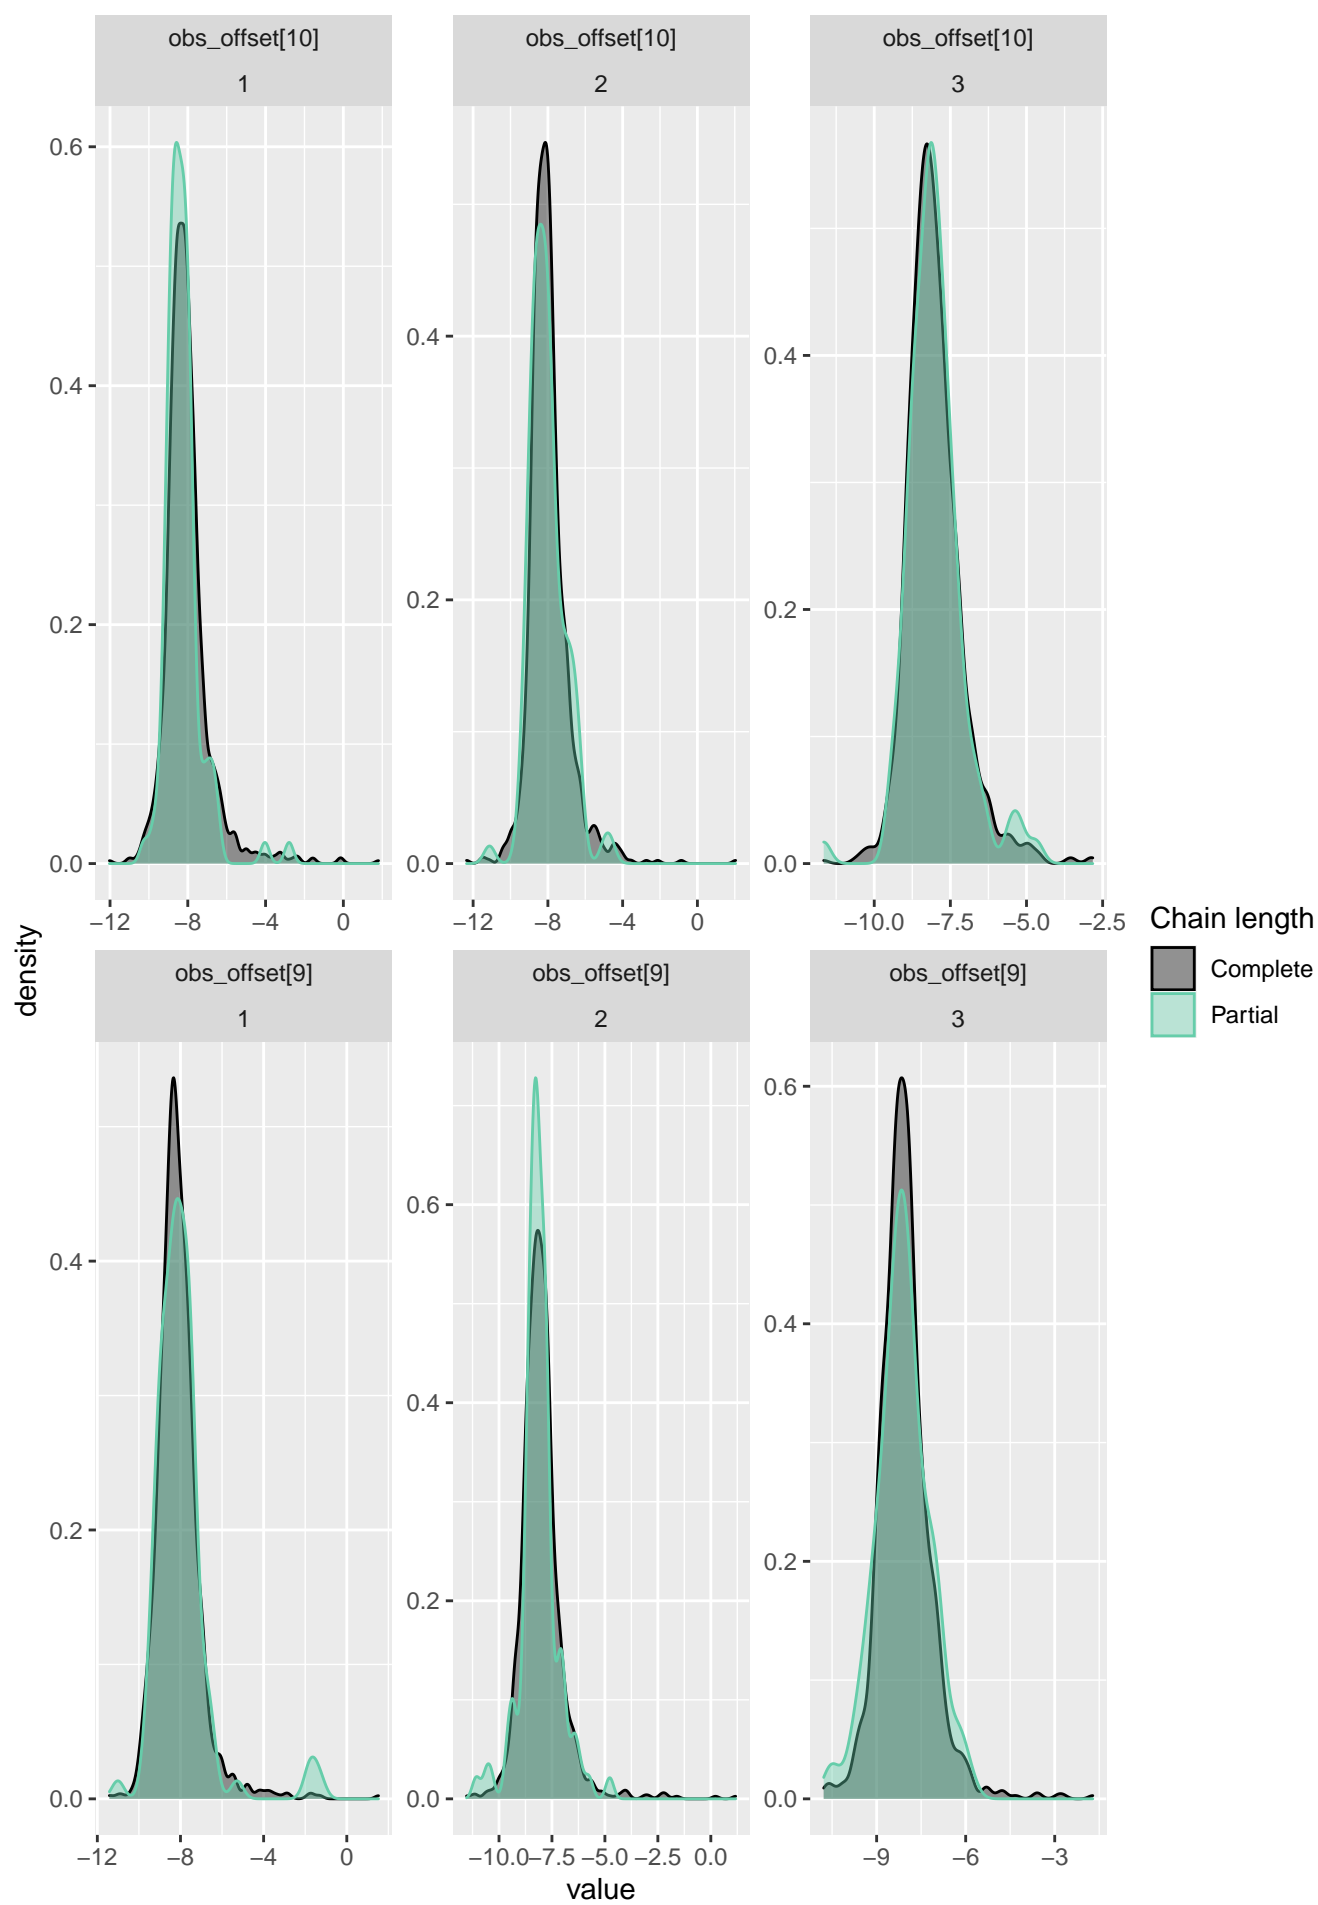 obs_offset[10] obs_offset[10] obs_offset[10]
1 2 3
0.6
0.4
0.2
0.0
0.4
0.2
0.0
0.4
0.2
0.0
−12 −8 −4 0
−12 −8 −4 0
−10.0 −7.5 −5.0 −2.5
obs_offset[9] obs_offset[9] obs_offset[9]
1 2 3
0.4
0.2
0.0
0.6
0.4
0.2
0.0
0.6
0.4
0.2
0.0
−12 −8 −4 0
−10.0 −7.5 −5.0 −2.5 0.0
−9 −6 −3
value
density
Chain length
Complete
Partial